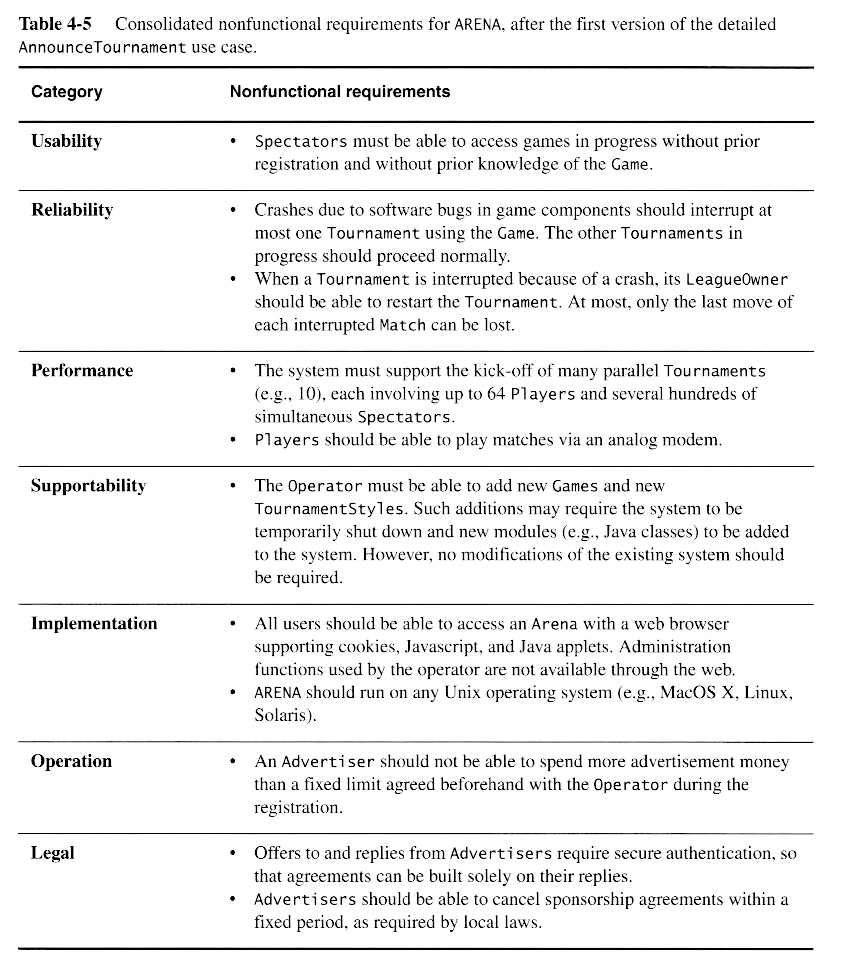 Table 4-5 Consolidated nonfunctional requirements for ARENA, after the first version of the detailed
AnnounceTournament use case.
Category Nonfunctional requirements
Usability • Spectators must be able to access games in progress without prior
registration and without prior knowledge of the Game.
Reliability • Crashes due to software bugs in game components should interrupt at
most one Tournament using the Game. The other Tournaments in
progress should proceed normally.
• When a Tournament is interrupted because of a crash, its LeagueOwner
should be able to restart the Tournament. At most, only the last move of
each interrupted Match can be lost.
Performance • The system must support the kick-off of many parallel Tournaments
(e.g., 10), each involving up to 64 Players and several hundreds of
simultaneous Spectators.
• Players should be able to play matches via an analog modem.
Supportability • The Operator must be able to add new Games and new
TournamentStyles. Such additions may require the system to be
temporarily shut down and new modules (e.g., Java classes) to be added
to the system. However, no modifications of the existing system should
be required.
Implementation • All users should be able to access an Arena with a web browser
supporting cookies, Javascript, and Java applets. Administration
functions used by the operator are not available through the web.
• ARENA should run on any Unix operating system (e.g., MacOS X, Linux,
Solaris).
Operation • An Advertiser should not be able to spend more advertisement money
than a fixed limit agreed beforehand with the Operator during the
registration.
Legal • Offers to and replies from Advertisers require secure authentication, so
that agreements can be built solely on their replies.
• Advertisers should be able to cancel sponsorship agreements within a
fixed period, as required by local laws.